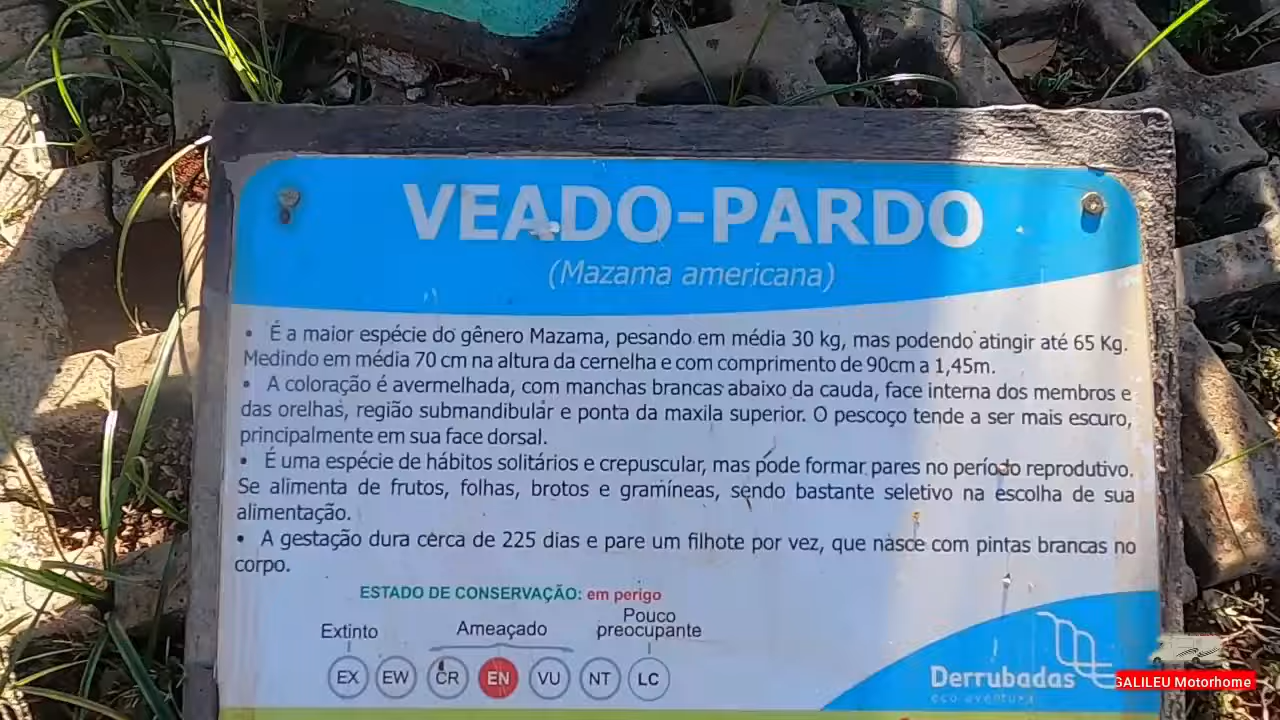 VEADO-PARDO
(Mazama americana)
• É a maior espécie do gênero Mazama, pesando em média 30 kg, mas podendo atingir até 65 Kg.
Medindo em média 70 cm na altura da cernelha e com comprimento de 90cm a 1,45m.
• A coloração é avermelhada, com manchas brancas abaixo da cauda, face interna dos membros e
das orelhas, região submandibular e ponta da maxila superior. O pescoço tende a ser mais escuro,
principalmente em sua face dorsal.
• É uma espécie de hábitos solitários e crepuscular, mas pode formar pares no período reprodutivo.
Se alimenta de frutos, folhas, brotos e gramíneas, sendo bastante seletivo na escolha de sua
alimentação.
• A gestação dura cerca de 225 dias e pare um filhote por vez, que nasce com pintas brancas no
corpo.
ESTADO DE CONSERVAÇÃO: em perigo
Extinto Ameaçado Pouco
preocupante
EX EW CR EN VU NT LC
Derrubadas
eco aventura
GALILEU Motorhome